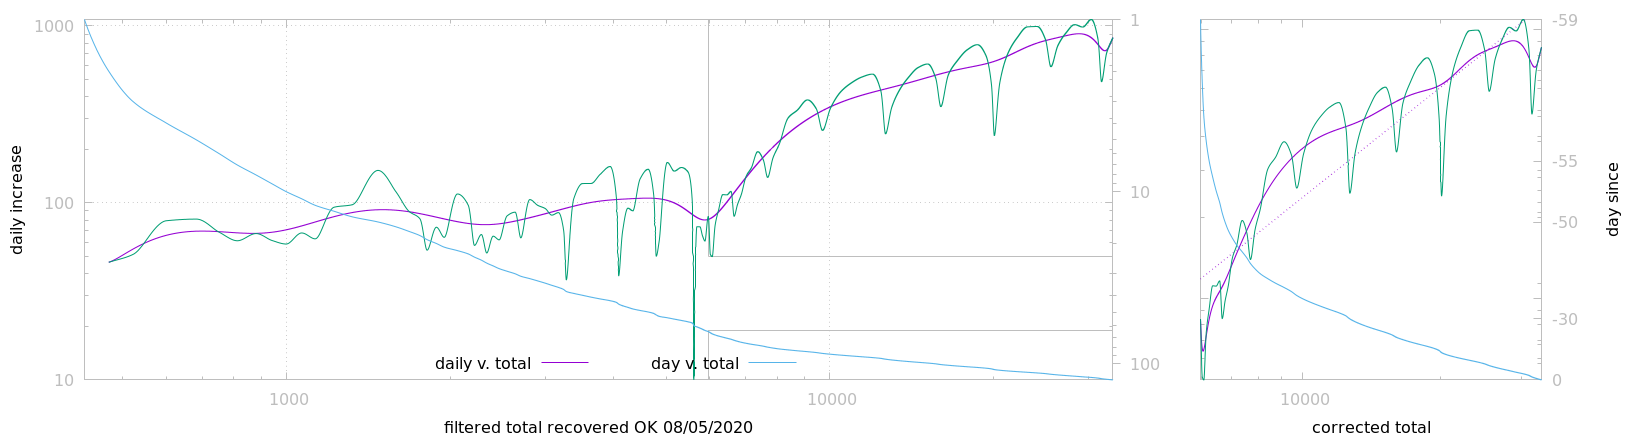 1000
100
10
daily increase
1
10
100
daily v. total
day v. total
1000
10000
filtered total recovered OK 08/05/2020
-59
-55
-50
-30
0
day since
10000
corrected total